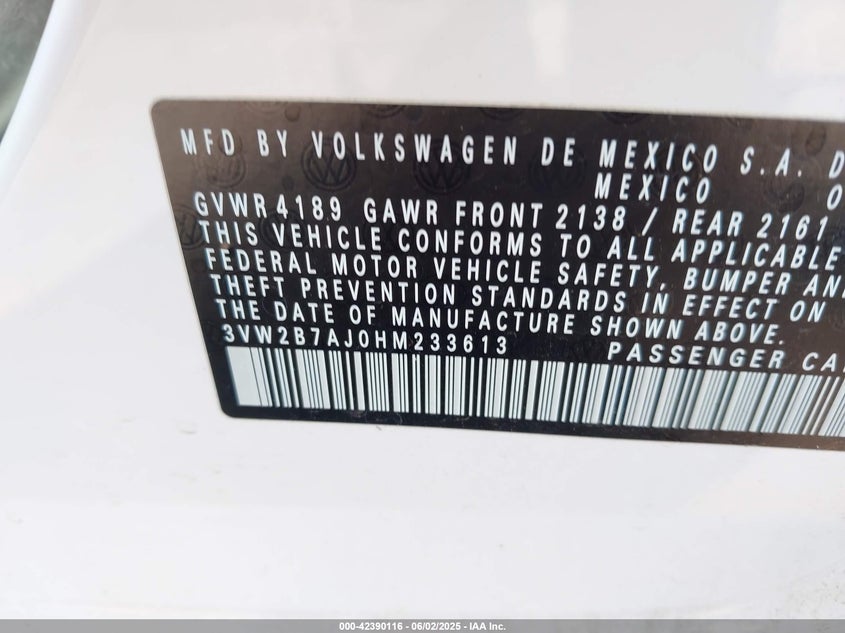 MFD BY VOLKSWAGEN DE MEXICO S.A. D
MEXICO O
GVWR 4189 GAWR FRONT 2138 / REAR 2161
THIS VEHICLE CONFORMS TO ALL APPLICABLE
FEDERAL MOTOR VEHICLE SAFETY, BUMPER AN
THEFT PREVENTION STANDARDS IN EFFECT ON
THE DATE OF MANUFACTURE SHOWN ABOVE.
3VW2B7AJ0HM233613 PASSENGER CA
000-42390116 - 06/02/2025 - IAA Inc.